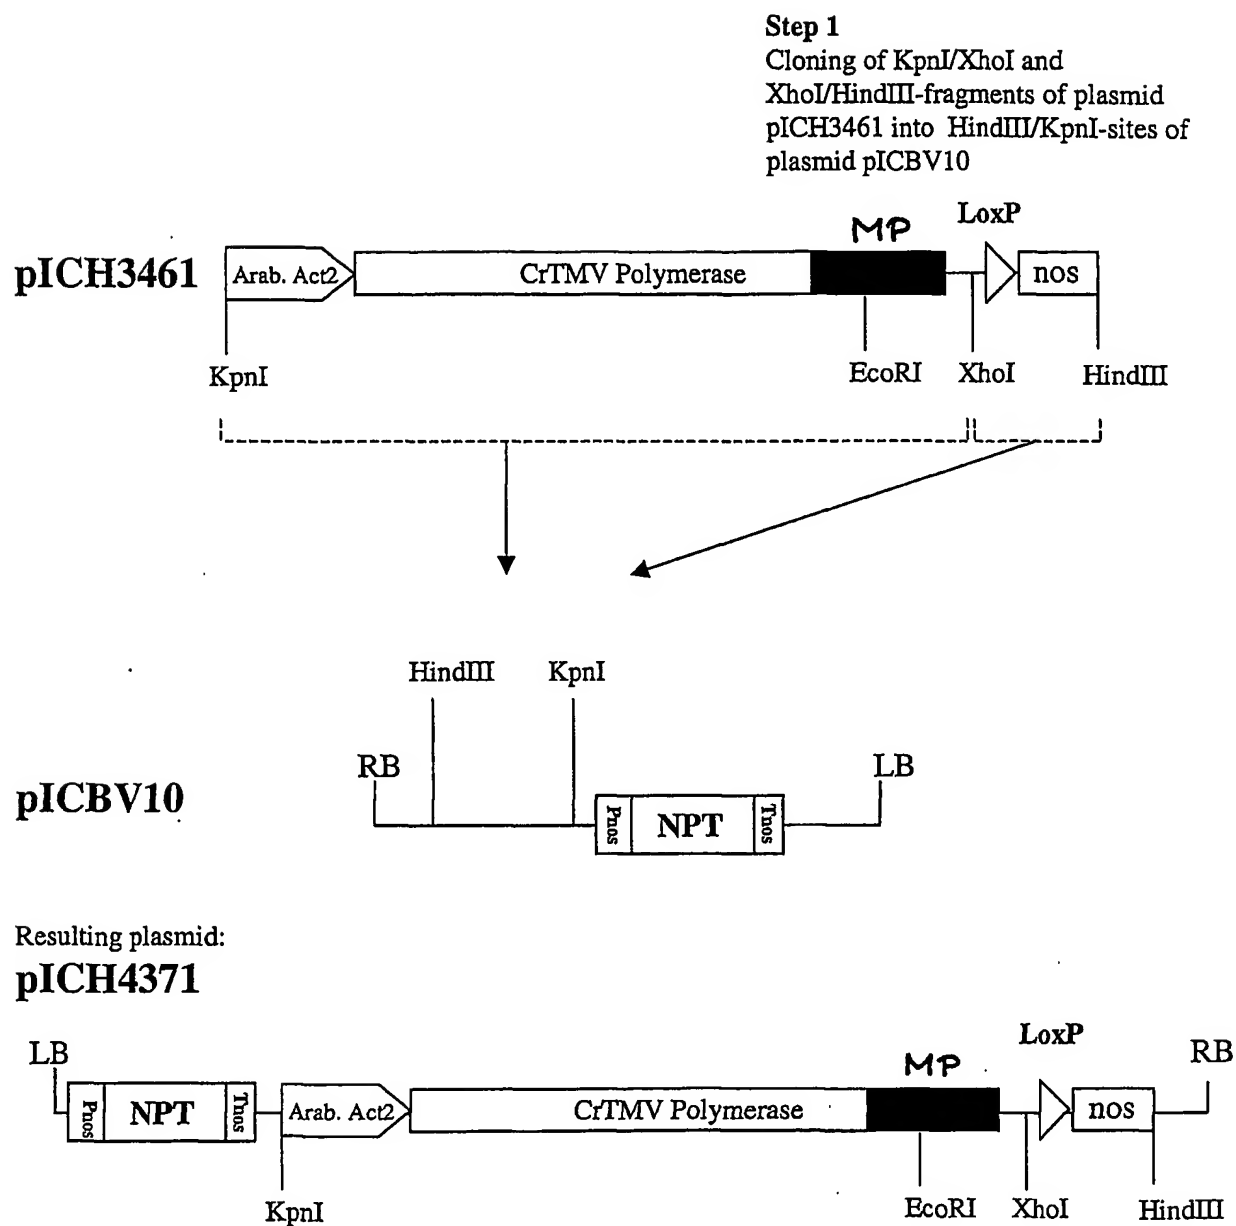 Step 1
Cloning of KpnI/XhoI and
XhoI/HindIII-fragments of plasmid
pICH3461 into HindIII/KpnI-sites of
plasmid pICBV10
pICH3461
Arab. Act2
CrTMV Polymerase
MP
LoxP
nos
KpnI
EcoRI
XhoI
HindIII
HindIII
KpnI
pICBV10
RB
Pnos
NPT
Tnos
LB
Resulting plasmid:
pICH4371
LB
Pnos
NPT
Tnos
Arab. Act2
CrTMV Polymerase
MP
LoxP
nos
RB
KpnI
EcoRI
XhoI
HindIII